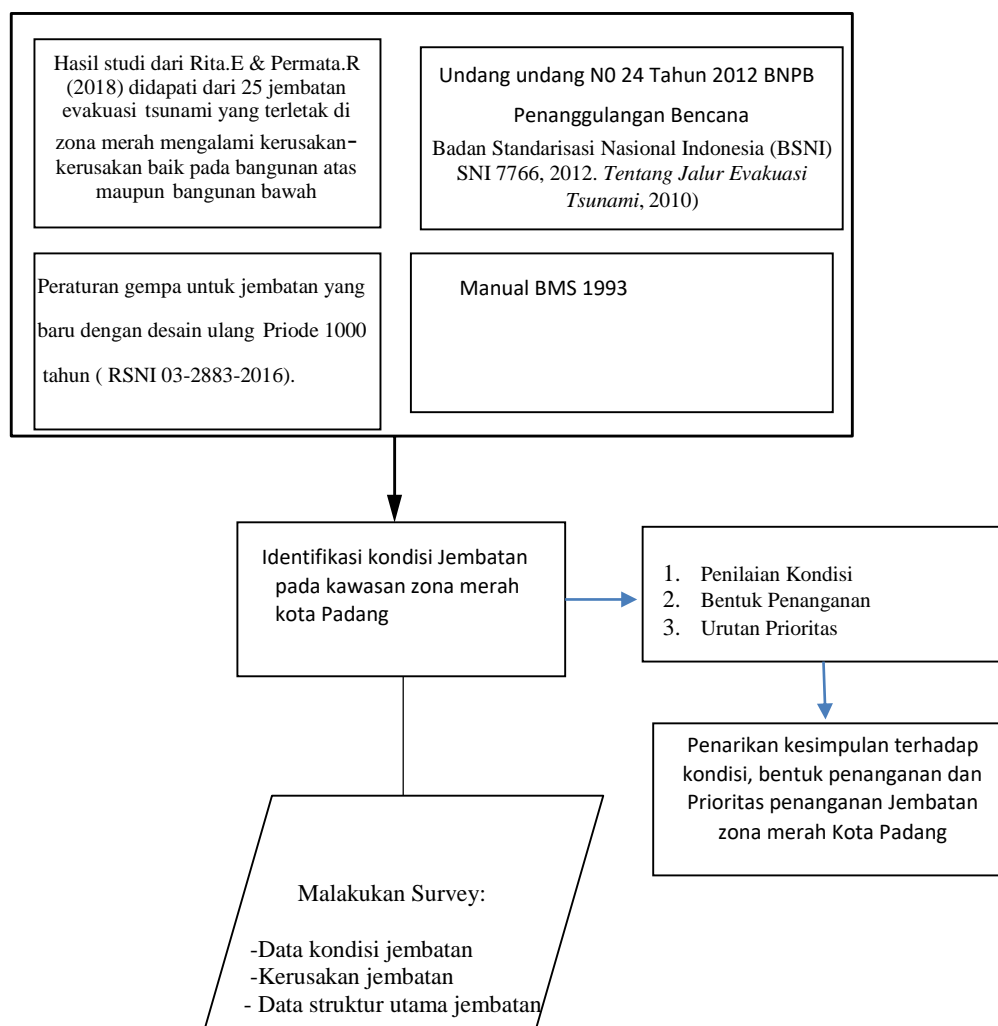 Hasil studi dari Rita.E & Permata.R
(2018) didapati dari 25 jembatan
evakuasi tsunami yang terletak di
zona merah mengalami kerusakan-
kerusakan baik pada bangunan atas
maupun bangunan bawah
Undang undang N0 24 Tahun 2012 BNPB
Penanggulangan Bencana
Badan Standarisasi Nasional Indonesia (BSNI)
SNI 7766, 2012. Tentang Jalur Evakuasi
Tsunami, 2010)
Peraturan gempa untuk jembatan yang
baru dengan desain ulang Priode 1000
tahun ( RSNI 03-2883-2016).
Manual BMS 1993
Identifikasi kondisi Jembatan
pada kawasan zona merah
kota Padang
1. Penilaian Kondisi
2. Bentuk Penanganan
3. Urutan Prioritas
Penarikan kesimpulan terhadap
kondisi, bentuk penanganan dan
Prioritas penanganan Jembatan
zona merah Kota Padang
Malakukan Survey:
-Data kondisi jembatan
-Kerusakan jembatan
- Data struktur utama jembatan